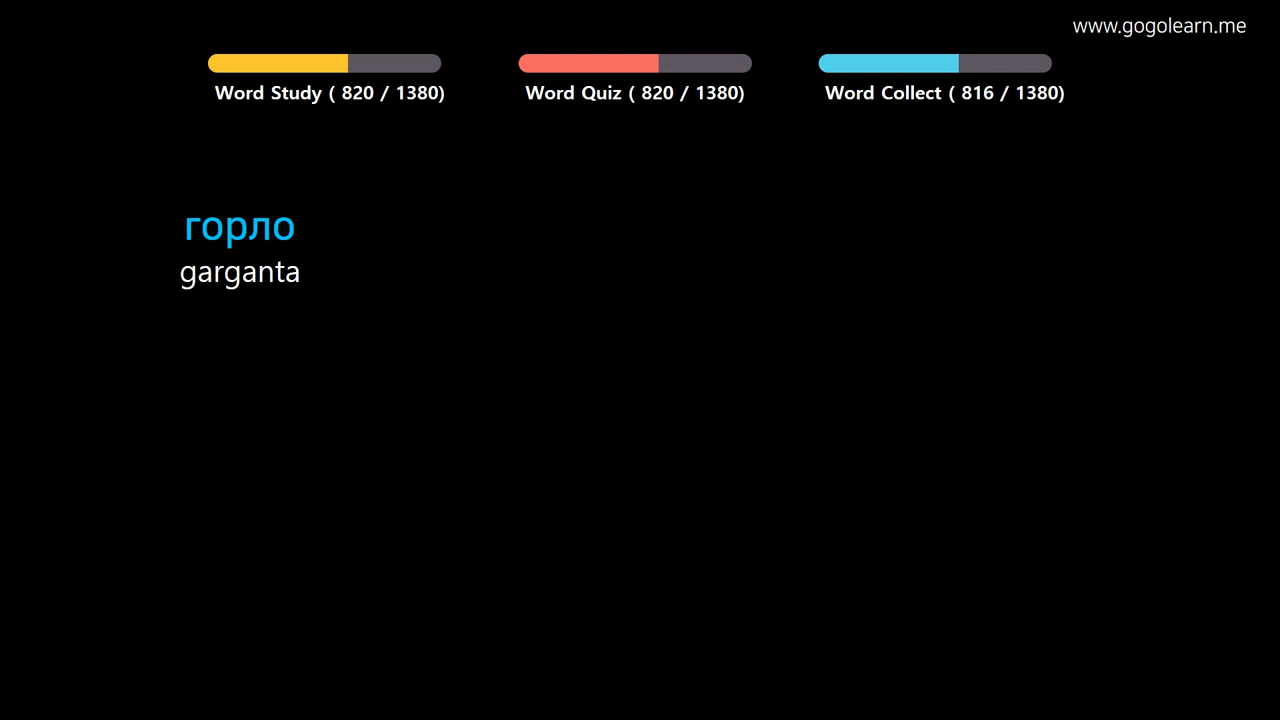 www.gogolearn.me
Word Study ( 820 / 1380)
Word Quiz ( 820 / 1380)
Word Collect ( 816 / 1380)
горло
garganta